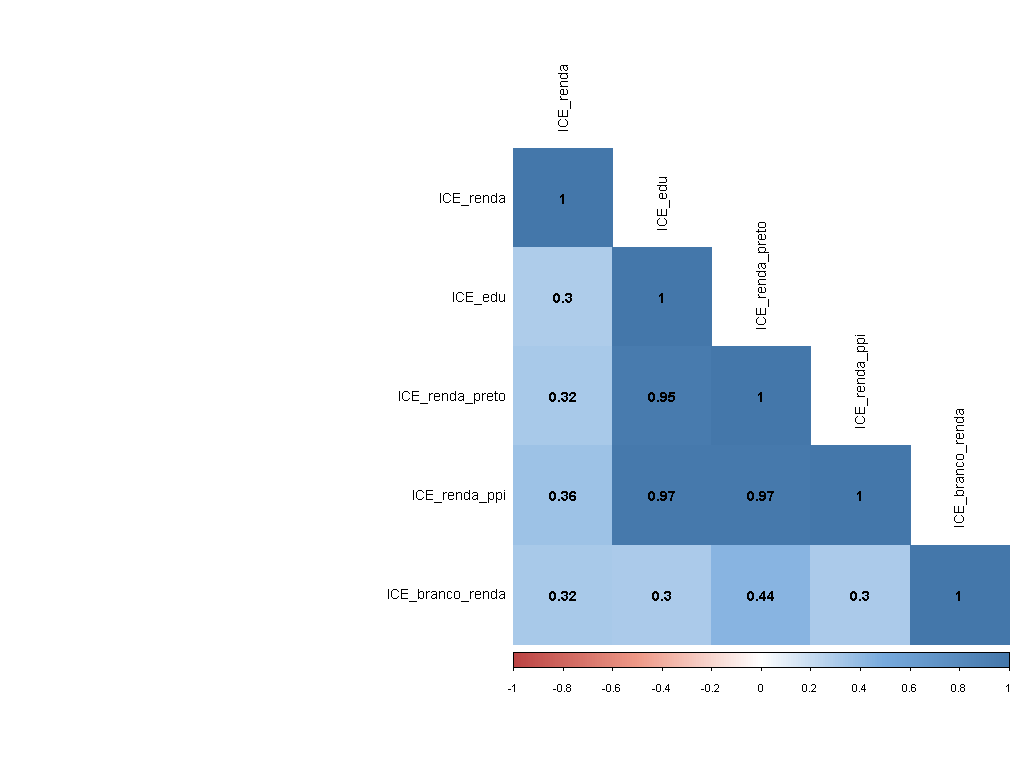 ICE_renda
ICE_edu
ICE_renda_preto
ICE_renda_ppi
ICE_branco_renda
ICE_renda 1
ICE_edu 0.3 1
ICE_renda_preto 0.32 0.95 1
ICE_renda_ppi 0.36 0.97 0.97 1
ICE_branco_renda 0.32 0.3 0.44 0.3 1
-1 -0.8 -0.6 -0.4 -0.2 0 0.2 0.4 0.6 0.8 1